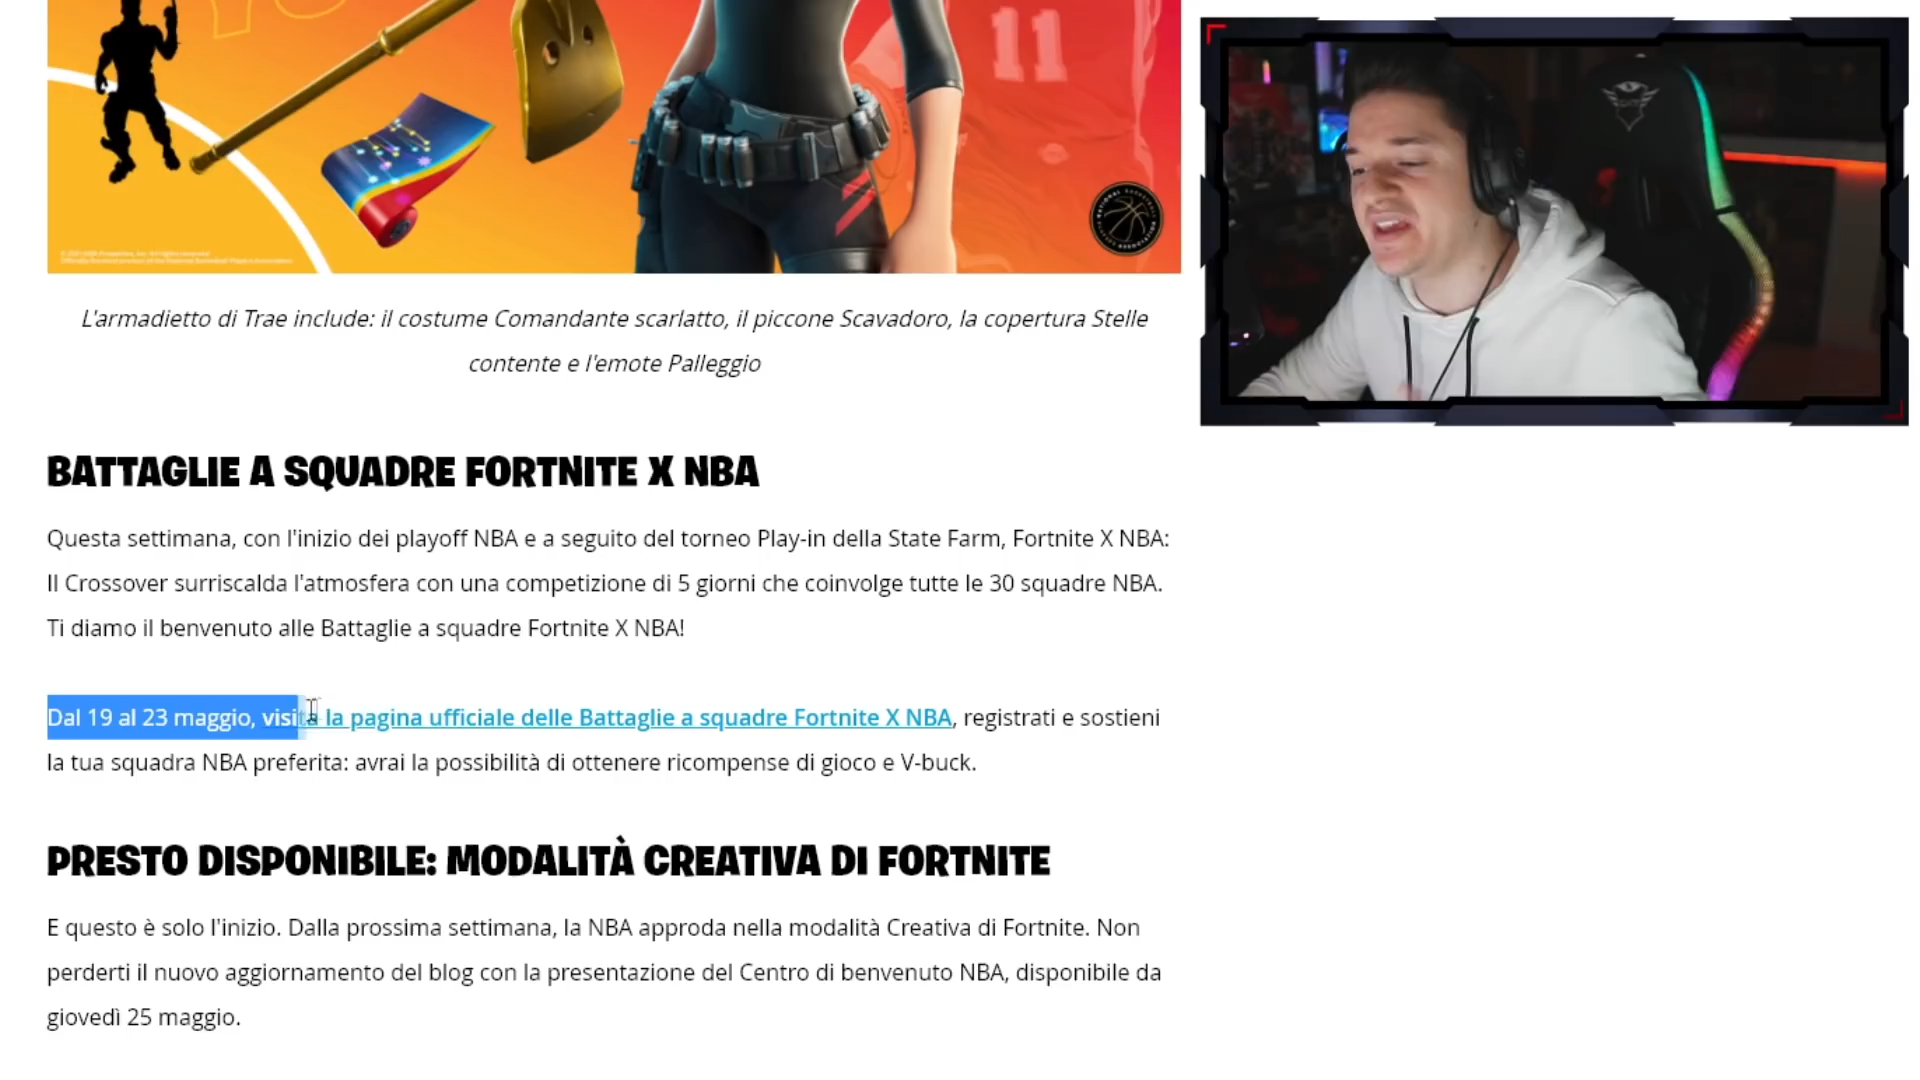 11
L'armadietto di Trae include: il costume Comandante scarlatto, il piccone Scavadoro, la copertura Stelle
contente e l'emote Palleggio
BATTAGLIE A SQUADRE FORTNITE X NBA
Questa settimana, con l'inizio dei playoff NBA e a seguito del torneo Play-in della State Farm, Fortnite X NBA:
Il Crossover surriscalda l'atmosfera con una competizione di 5 giorni che coinvolge tutte le 30 squadre NBA.
Ti diamo il benvenuto alle Battaglie a squadre Fortnite X NBA!
Dal 19 al 23 maggio, visita la pagina ufficiale delle Battaglie a squadre Fortnite X NBA, registrati e sostieni
la tua squadra NBA preferita: avrai la possibilità di ottenere ricompense di gioco e V-buck.
PRESTO DISPONIBILE: MODALITÀ CREATIVA DI FORTNITE
E questo è solo l'inizio. Dalla prossima settimana, la NBA approda nella modalità Creativa di Fortnite. Non
perderti il nuovo aggiornamento del blog con la presentazione del Centro di benvenuto NBA, disponibile da
giovedì 25 maggio.